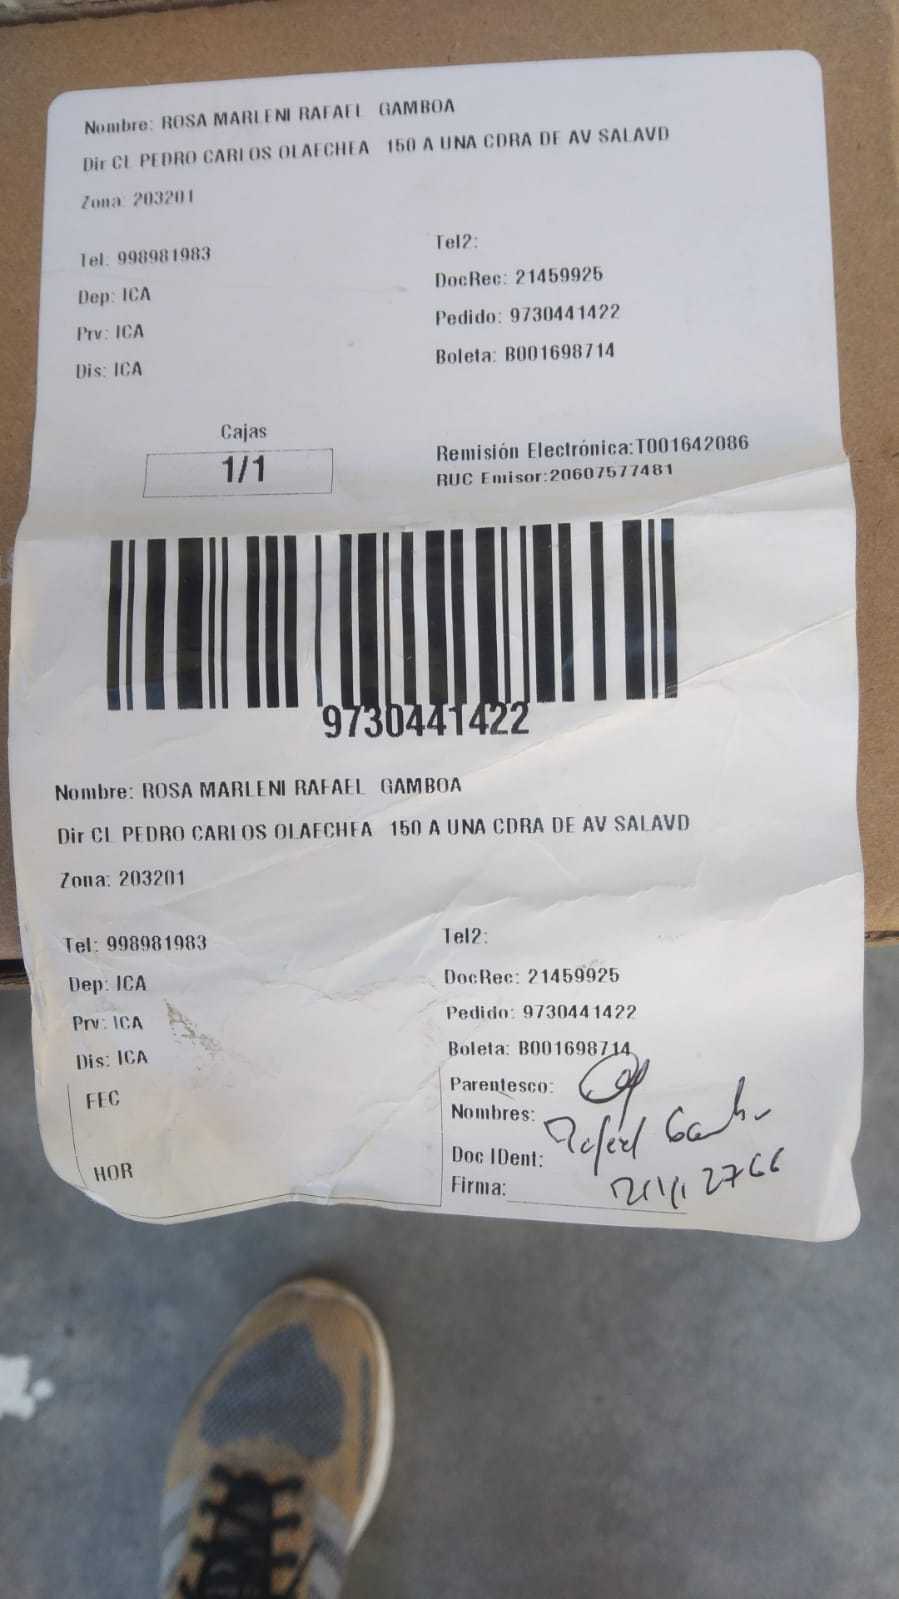 Nombre: ROSA MARLENI RAFAEL GAMBOA
Dir CL PEDRO CARLOS OLAECHEA 150 A UNA CDRA DE AV SALAVD
Zona: 203201
Tel: 998981983
Tel2:
Dep: ICA
DocRec: 21459925
Prv: ICA
Pedido: 9730441422
Dis: ICA
Boleta: B001698714
Cajas
1/1
Remisión Electrónica:T001642086
RUC Emisor:20607577481
9730441422
Nombre: ROSA MARLENI RAFAEL GAMBOA
Dir CL PEDRO CARLOS OLAECHEA 150 A UNA CDRA DE AV SALAVD
Zona: 203201
Tel: 998981983
Tel2:
Dep: ICA
DocRec: 21459925
Prv: ICA
Pedido: 9730441422
Dis: ICA
Boleta: B001698714
FEC
Parentesco:
Nombres: Rafael
Doc IDent:
HOR
Firma: